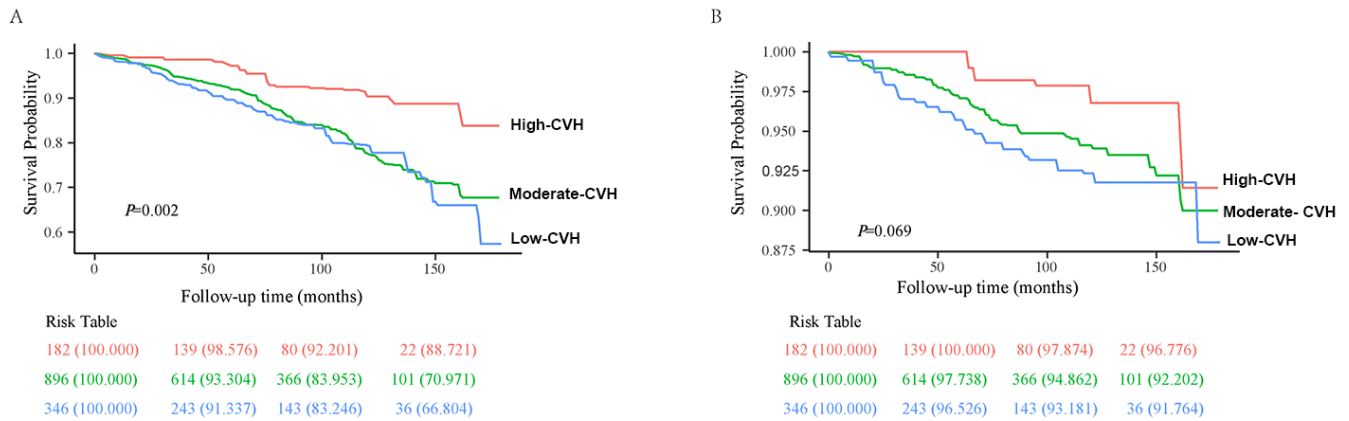 A
Survival Probability
1.0
0.9
0.8
0.7
0.6
High-CVH
Moderate-CVH
Low-CVH
P=0.002
0 50 100 150
Follow-up time (months)
Risk Table
182 (100.000) 139 (98.576) 80 (92.201) 22 (88.721)
896 (100.000) 614 (93.304) 366 (83.953) 101 (70.971)
346 (100.000) 243 (91.337) 143 (83.246) 36 (66.804)
B
Survival Probability
1.000
0.975
0.950
0.925
0.900
0.875
High-CVH
Moderate- CVH
Low-CVH
P=0.069
0 50 100 150
Follow-up time (months)
Risk Table
182 (100.000) 139 (100.000) 80 (97.874) 22 (96.776)
896 (100.000) 614 (97.738) 366 (94.862) 101 (92.202)
346 (100.000) 243 (96.526) 143 (93.181) 36 (91.764)